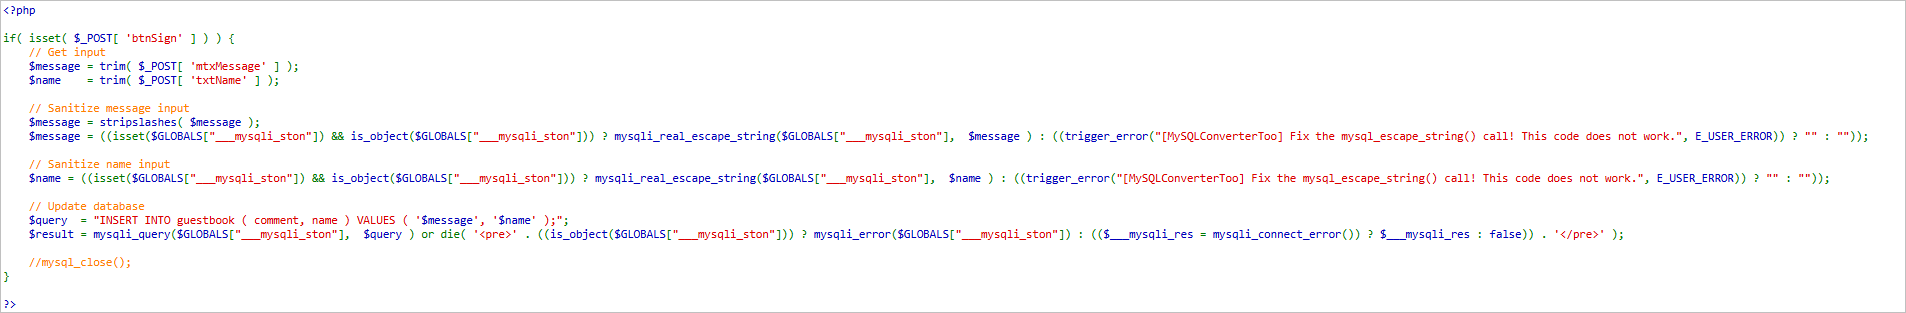 <?php

if( isset( $_POST[ 'btnSign' ] ) ) {
    // Get input
    $message = trim( $_POST[ 'mtxMessage' ] );
    $name    = trim( $_POST[ 'txtName' ] );

    // Sanitize message input
    $message = stripslashes( $message );
    $message = ((isset($GLOBALS["___mysqli_ston"]) && is_object($GLOBALS["___mysqli_ston"])) ? mysqli_real_escape_string($GLOBALS["___mysqli_ston"],  $message ) : ((trigger_error("[MySQLConverterToo] Fix the mysql_escape_string() call! This code does not work.", E_USER_ERROR)) ? "" : ""));

    // Sanitize name input
    $name = ((isset($GLOBALS["___mysqli_ston"]) && is_object($GLOBALS["___mysqli_ston"])) ? mysqli_real_escape_string($GLOBALS["___mysqli_ston"],  $name ) : ((trigger_error("[MySQLConverterToo] Fix the mysql_escape_string() call! This code does not work.", E_USER_ERROR)) ? "" : ""));

    // Update database
    $query  = "INSERT INTO guestbook ( comment, name ) VALUES ( '$message', '$name' );";
    $result = mysqli_query($GLOBALS["___mysqli_ston"],  $query ) or die( '<pre>' . ((is_object($GLOBALS["___mysqli_ston"])) ? mysqli_error($GLOBALS["___mysqli_ston"]) : (($___mysqli_res = mysqli_connect_error()) ? $___mysqli_res : false)) . '</pre>' );

    //mysql_close();
}

?>